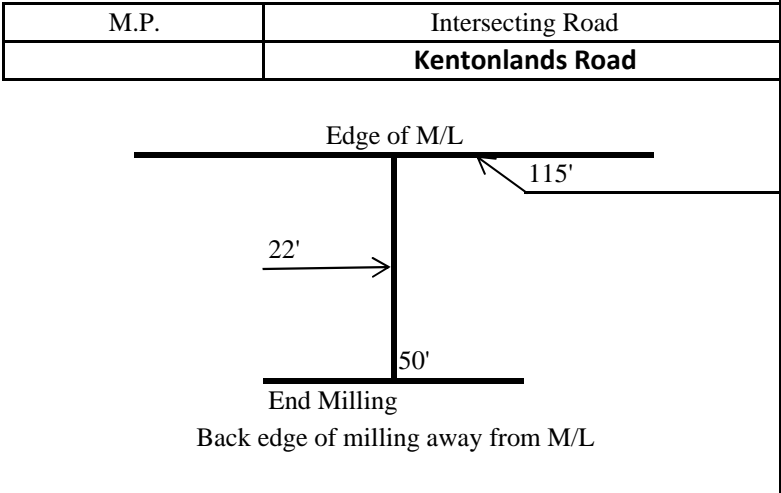 M.P. Intersecting Road
Kentonlands Road
Edge of M/L
115'
22'
50'
End Milling
Back edge of milling away from M/L